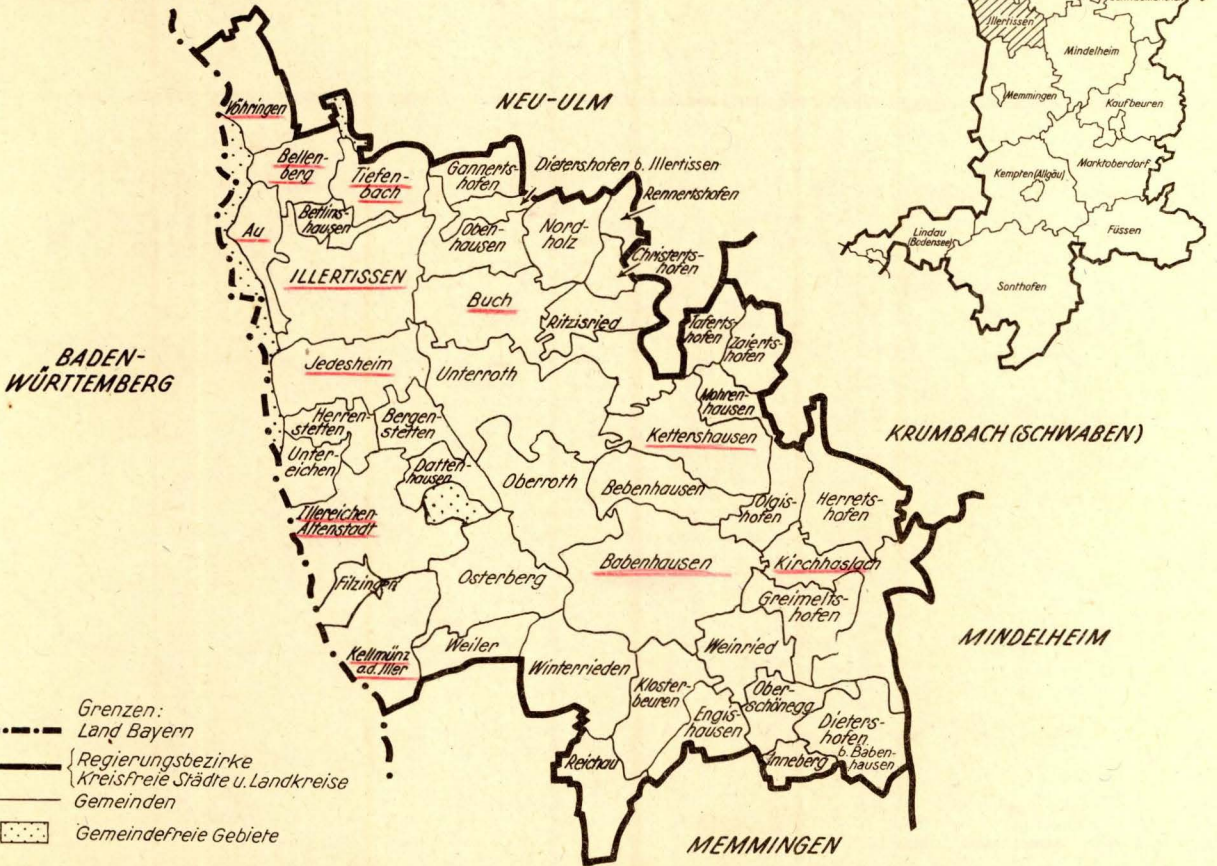 Illertissen
Mindelheim
Memmingen
Kaufbeuren
Kempten (Allgäu)
Marktoberdorf
Lindau
(Bodensee)
Füssen
Sonthofen
NEU-ULM
Vöhringen
Bellen-
berg
Tiefen-
bach
Gannerts-
hofen
Dietershofen b. Illertissen
Rennertshofen
Au
Betlins-
hausen
Oben-
hausen
Nord-
holz
Christerts-
hofen
ILLERTISSEN
Buch
Ritzisried
Taferts-
hofen
Zaierts-
hofen
BADEN-
WÜRTTEMBERG
Jedesheim
Unterroth
Mohren-
hausen
Herren-
stetten
Bergen-
stetten
Kettershausen
KRUMBACH (SCHWABEN)
Unter-
eichen
Datten-
hausen
Oberroth
Bebenhausen
Olgis-
hofen
Herrets-
hofen
Illereichen-
Altenstadt
Babenhausen
Kirchhaslach
Filzingen
Osterberg
Greimelts-
hofen
MINDELHEIM
Kellmünz
a.d. Iller
Weiler
Winterrieden
Weinried
Kloster-
beuren
Engis-
hausen
Ober-
schönegg
Dieters-
hofen
b. Baben-
hausen
Reichau
Inneberg
MEMMINGEN
Grenzen:
Land Bayern
Regierungsbezirke
Kreisfreie Städte u. Landkreise
Gemeinden
Gemeindefreie Gebiete